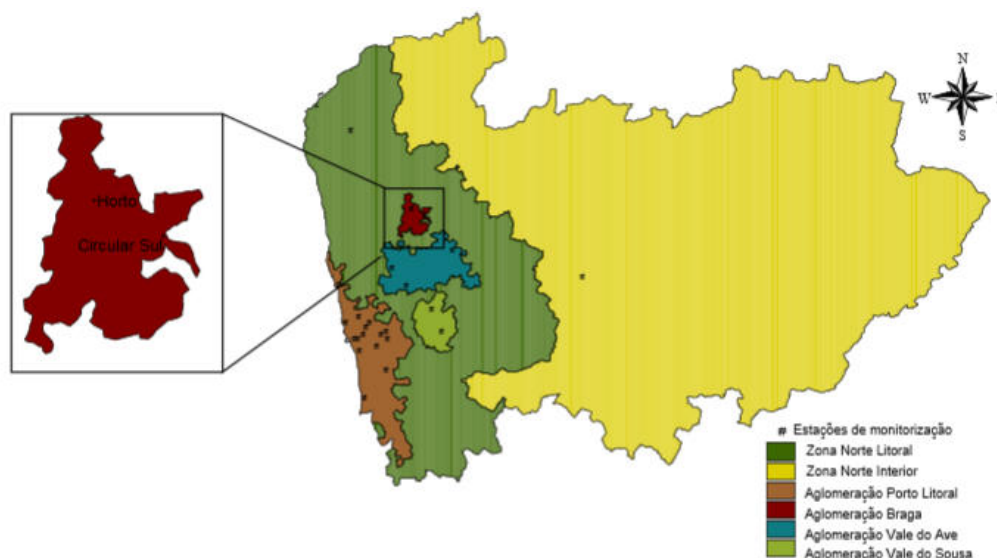 N
W
S
Horto
Circular Sul
# Estações de monitorização
Zona Norte Litoral
Zona Norte Interior
Aglomeração Porto Litoral
Aglomeração Braga
Aglomeração Vale do Ave
Aglomeração Vale do Sousa